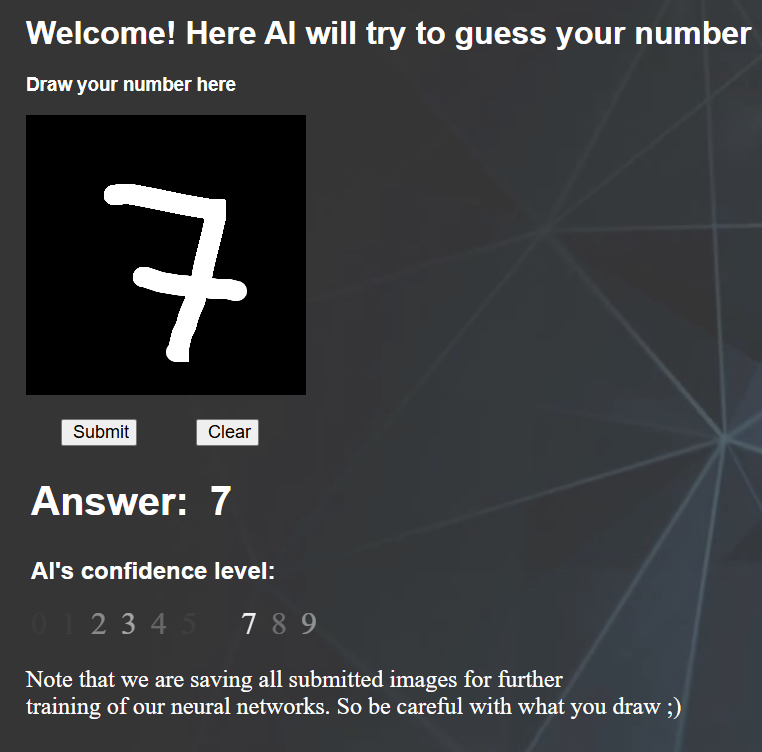 Welcome! Here AI will try to guess your number
Draw your number here
7
Submit Clear
Answer: 7
AI's confidence level:
0 1 2 3 4 5 7 8 9
Note that we are saving all submitted images for further
training of our neural networks. So be careful with what you draw ;)